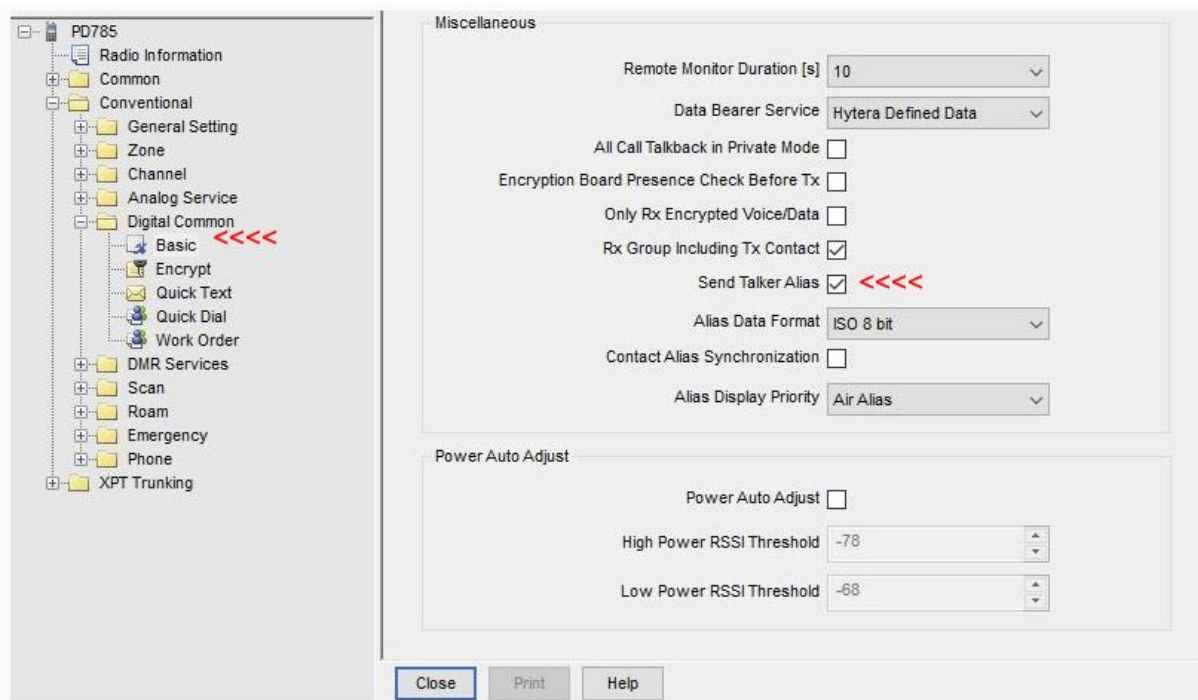 PD785
Radio Information
Common
Conventional
General Setting
Zone
Channel
Analog Service
Digital Common
Basic <<<<
Encrypt
Quick Text
Quick Dial
Work Order
DMR Services
Scan
Roam
Emergency
Phone
XPT Trunking
Miscellaneous
Remote Monitor Duration [s] 10
Data Bearer Service Hytera Defined Data
All Call Talkback in Private Mode
Encryption Board Presence Check Before Tx
Only Rx Encrypted Voice/Data
Rx Group Including Tx Contact
Send Talker Alias <<<<
Alias Data Format ISO 8 bit
Contact Alias Synchronization
Alias Display Priority Air Alias
Power Auto Adjust
Power Auto Adjust
High Power RSSI Threshold -78
Low Power RSSI Threshold -68
Close Print Help